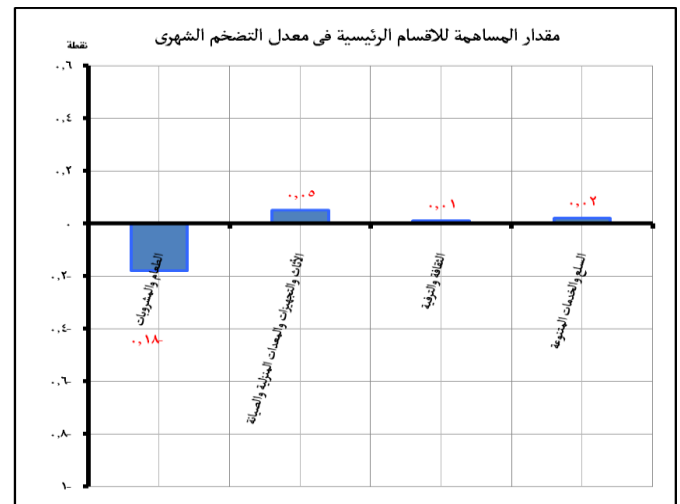 مقدار المساهمة للاقسام الرئيسية فى معدل التضخم الشهرى
نقطة
٠,٦
٠,٤
٠,٢
٠
-٠,٢
-٠,٤
-٠,٦
-٠,٨
-١
-٠,١٨
٠,٠٥
٠,٠١
٠,٠٢
الطعام والمشروبات
الأثاث والتجهيزات والمعدات المنزلية والصيانة
الثقافة والترفية
السلع والخدمات المتنوعة